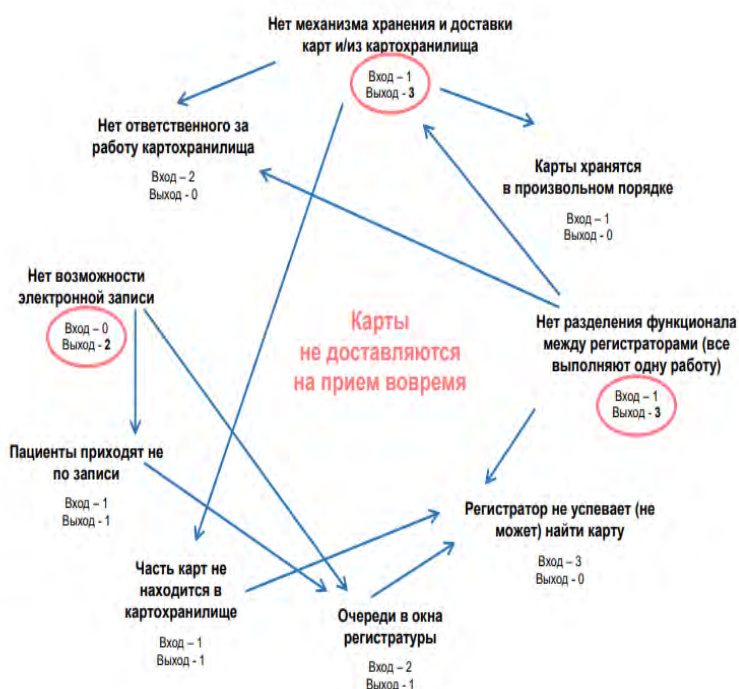 Нет механизма хранения и доставки
карт и/из картохранилища
Вход – 1
Выход - 3
Нет ответственного за
работу картохранилища
Вход – 2
Выход - 0
Карты хранятся
в произвольном порядке
Вход – 1
Выход - 0
Нет возможности
электронной записи
Вход – 0
Выход - 2
Карты
не доставляются
на прием вовремя
Нет разделения функционала
между регистраторами (все
выполняют одну работу)
Вход – 1
Выход - 3
Пациенты приходят не
по записи
Вход – 1
Выход - 1
Регистратор не успевает (не
может) найти карту
Вход – 3
Выход - 0
Часть карт не
находится в
картохранилище
Вход – 1
Выход - 1
Очереди в окна
регистратуры
Вход – 2
Выход - 1